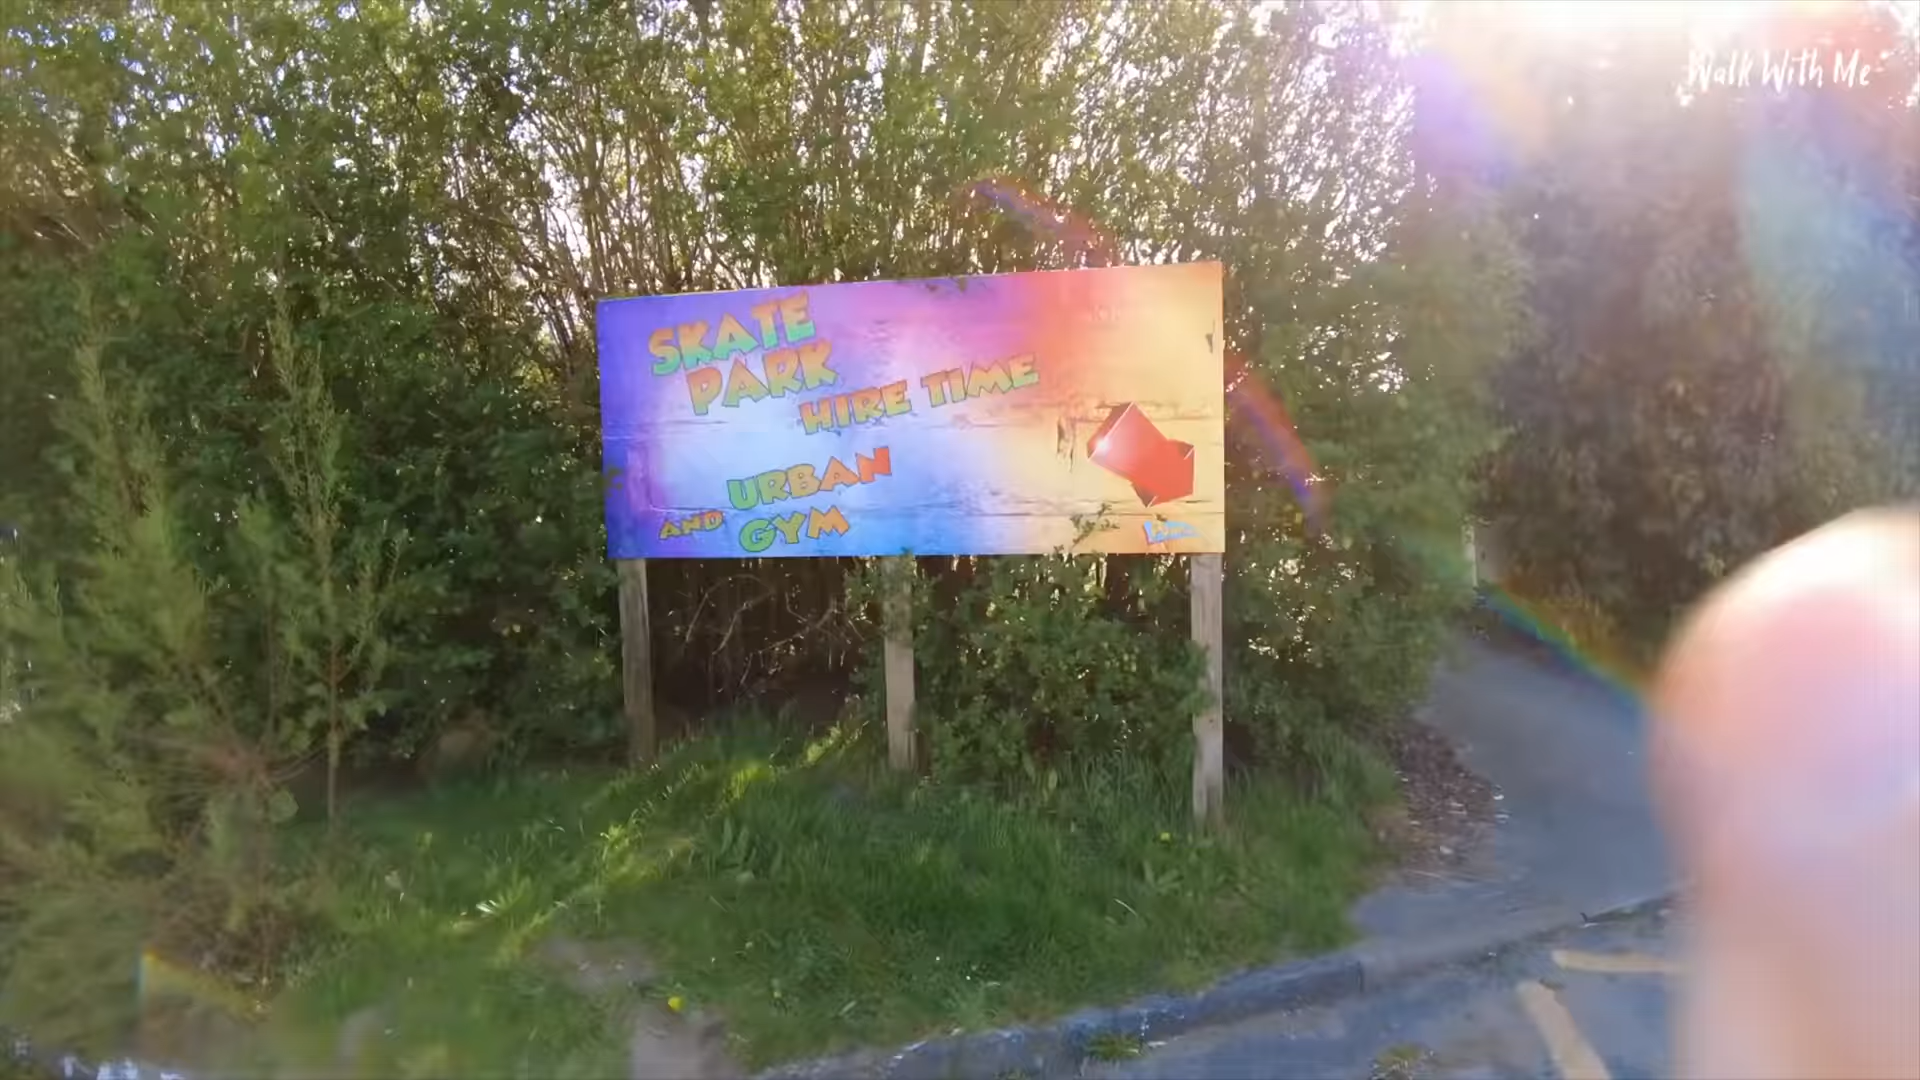 Walk With Me
SKATE
PARK
HIRE TIME
URBAN
AND
GYM